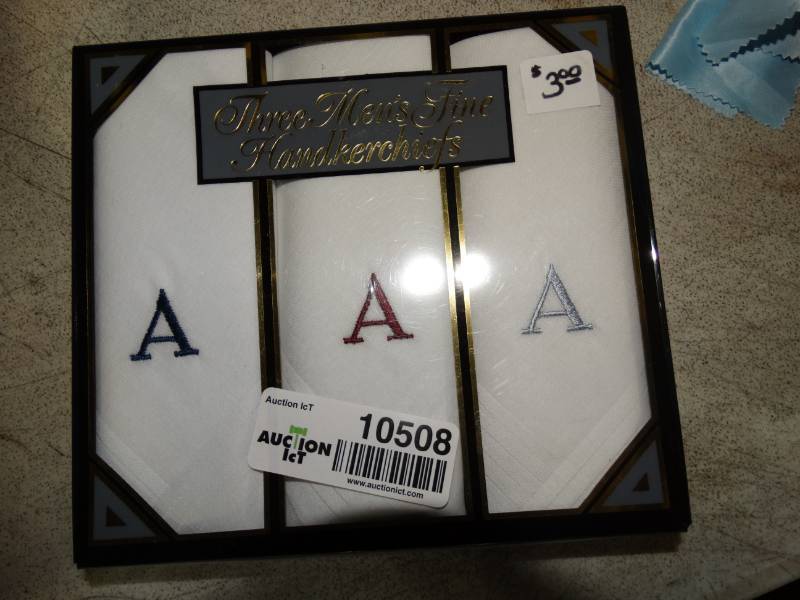 Three Men's Fine
Handkerchiefs
$3.00
A A A
Auction IcT
10508
AUCTION
IcT
www.auctionict.com